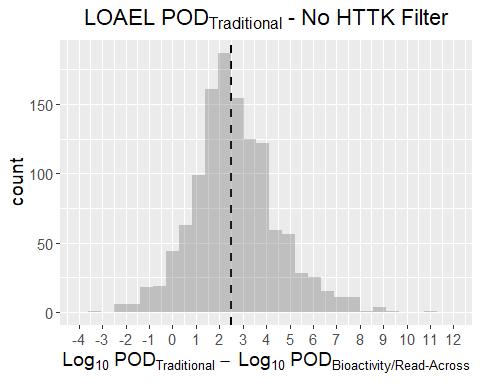 LOAEL POD_Traditional - No HTTK Filter
count
150
100
50
0
-4 -3 -2 -1 0 1 2 3 4 5 6 7 8 9 10 11 12
Log_10 POD_Traditional − Log_10 POD_Bioactivity/Read-Across